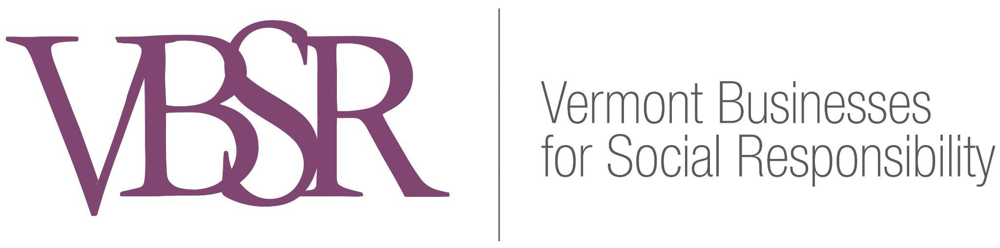 VBSR
Vermont Businesses
for Social Responsibility